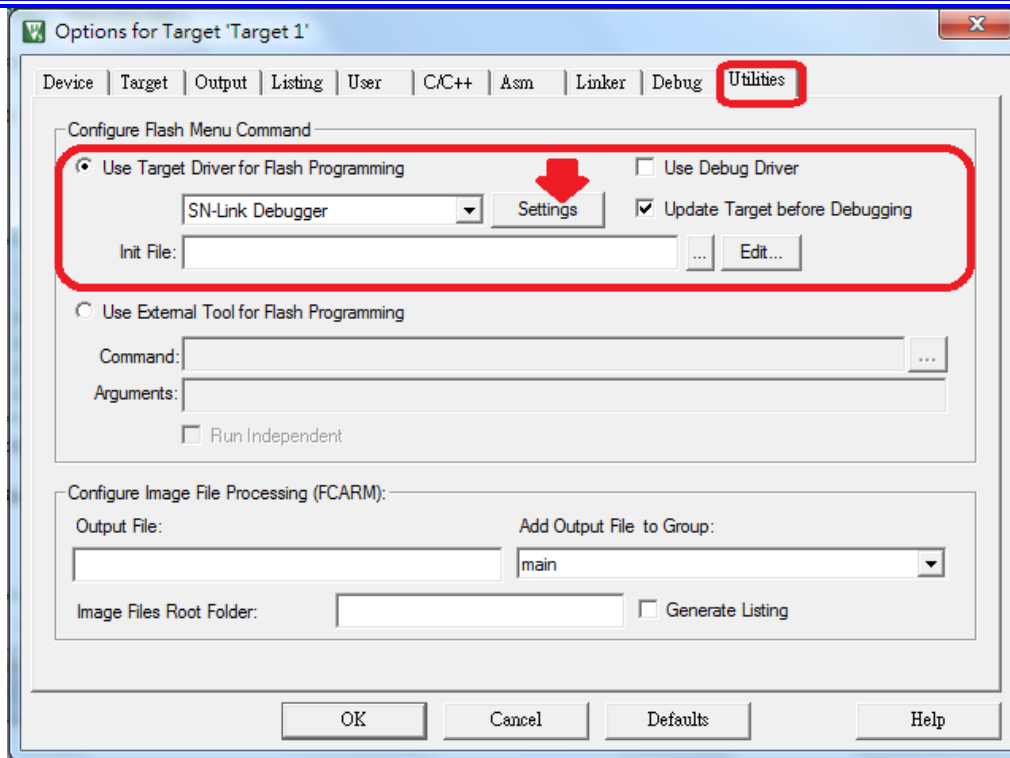 Options for Target 'Target 1'
Device Target Output Listing User C/C++ Asm Linker Debug Utilities
Configure Flash Menu Command
Use Target Driver for Flash Programming Use Debug Driver
SN-Link Debugger Settings Update Target before Debugging
Init File: ... Edit...
Use External Tool for Flash Programming
Command: ...
Arguments:
Run Independent
Configure Image File Processing (FCARM):
Output File: Add Output File to Group:
main
Image Files Root Folder: Generate Listing
OK Cancel Defaults Help